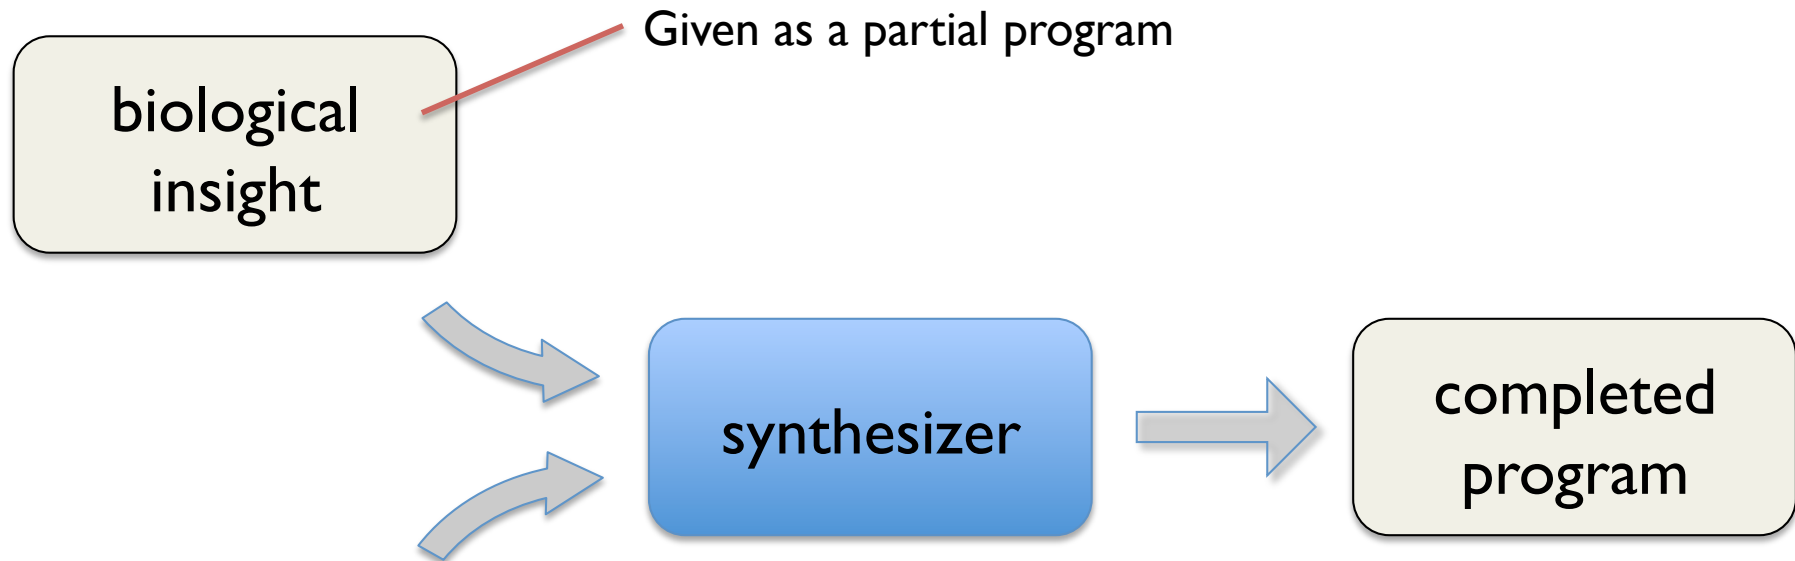 Given as a partial program
biological
insight
synthesizer
completed
program